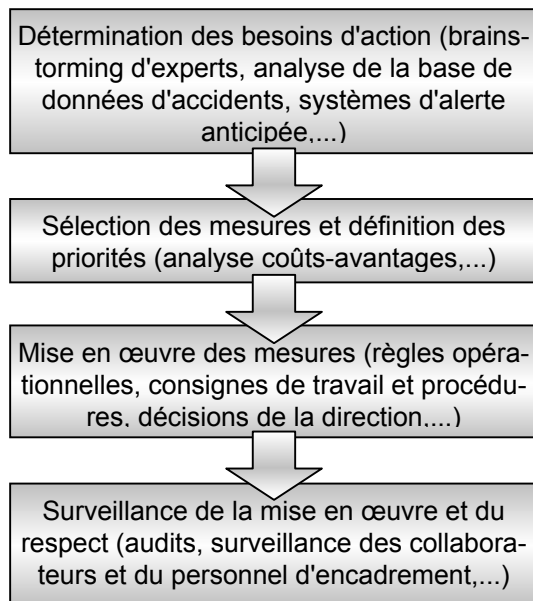 Détermination des besoins d'action (brains-
torming d'experts, analyse de la base de
données d'accidents, systèmes d'alerte
anticipée,...)
Sélection des mesures et définition des
priorités (analyse coûts-avantages,...)
Mise en œuvre des mesures (règles opéra-
tionnelles, consignes de travail et procédu-
res, décisions de la direction,...)
Surveillance de la mise en œuvre et du
respect (audits, surveillance des collabora-
teurs et du personnel d'encadrement,...)